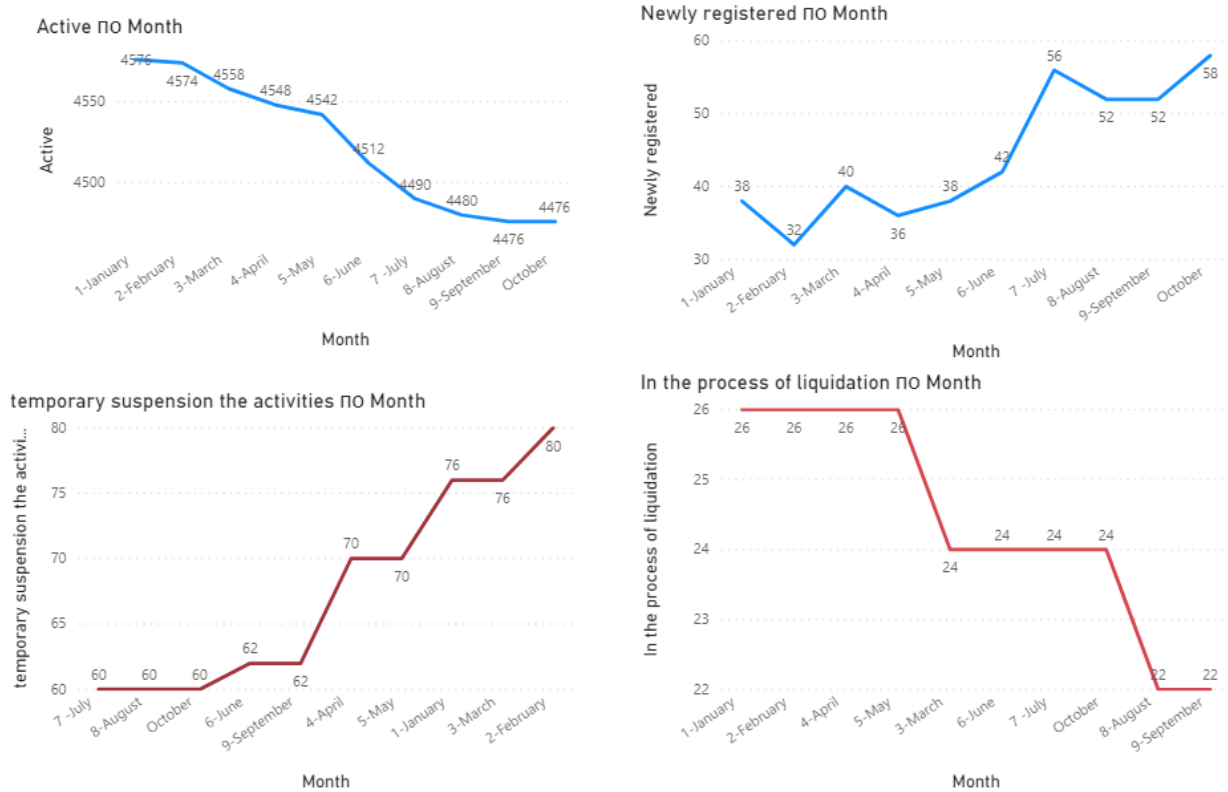 Active по Month
4576
4574
4558
4548
4542
4512
4490
4480
4476
4476
4550
4500
Active
1-January
2-February
3-March
4-April
5-May
6-June
7 -July
8-August
9-September
October
Month
Newly registered по Month
60
50
40
30
Newly registered
38
32
40
36
38
42
56
52
52
58
1-January
2-February
3-March
4-April
5-May
6-June
7 -July
8-August
9-September
October
Month
temporary suspension the activities по Month
80
75
70
65
60
temporary suspension the activi...
60
60
60
62
62
70
70
76
76
80
7 -July
8-August
October
6-June
9-September
4-April
5-May
1-January
3-March
2-February
Month
In the process of liquidation по Month
26
25
24
23
22
In the process of liquidation
26
26
26
26
24
24
24
24
22
22
1-January
2-February
4-April
5-May
3-March
6-June
7 -July
October
8-August
9-September
Month